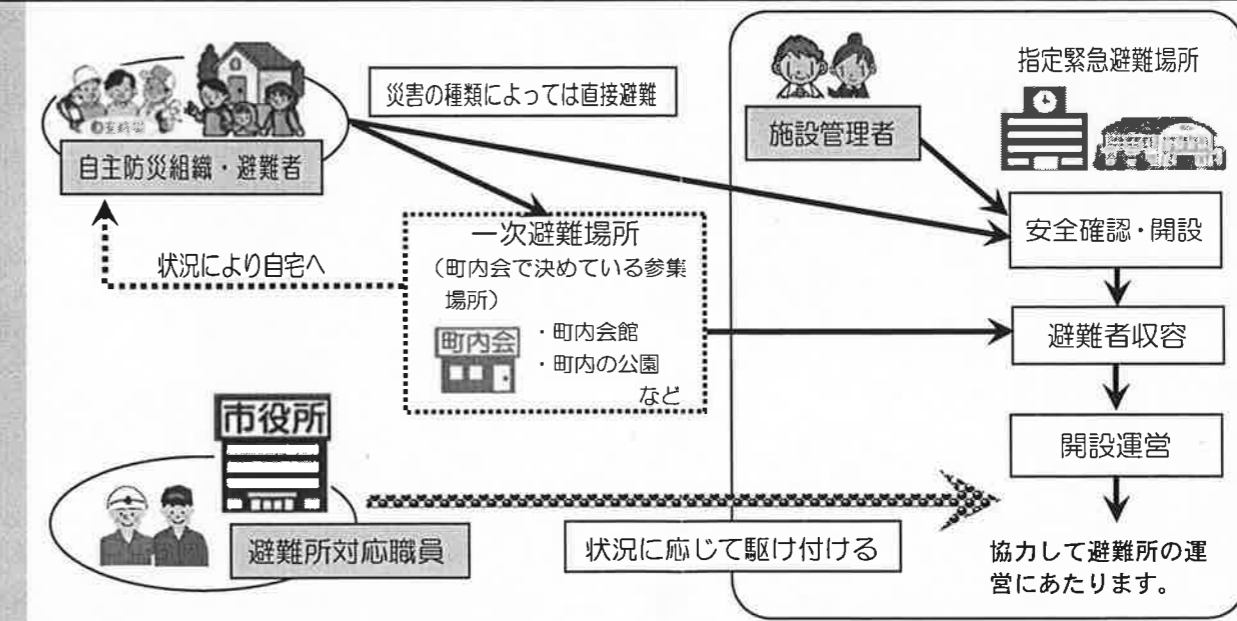 災害の種類によっては直接避難
自主防災組織・避難者
状況により自宅へ
一次避難場所
(町内会で決めている参集
場所)
町内会
・町内会館
・町内の公園
など
市役所
避難所対応職員
状況に応じて駆け付ける
施設管理者
指定緊急避難場所
安全確認・開設
避難者収容
開設運営
協力して避難所の運
営にあたります。